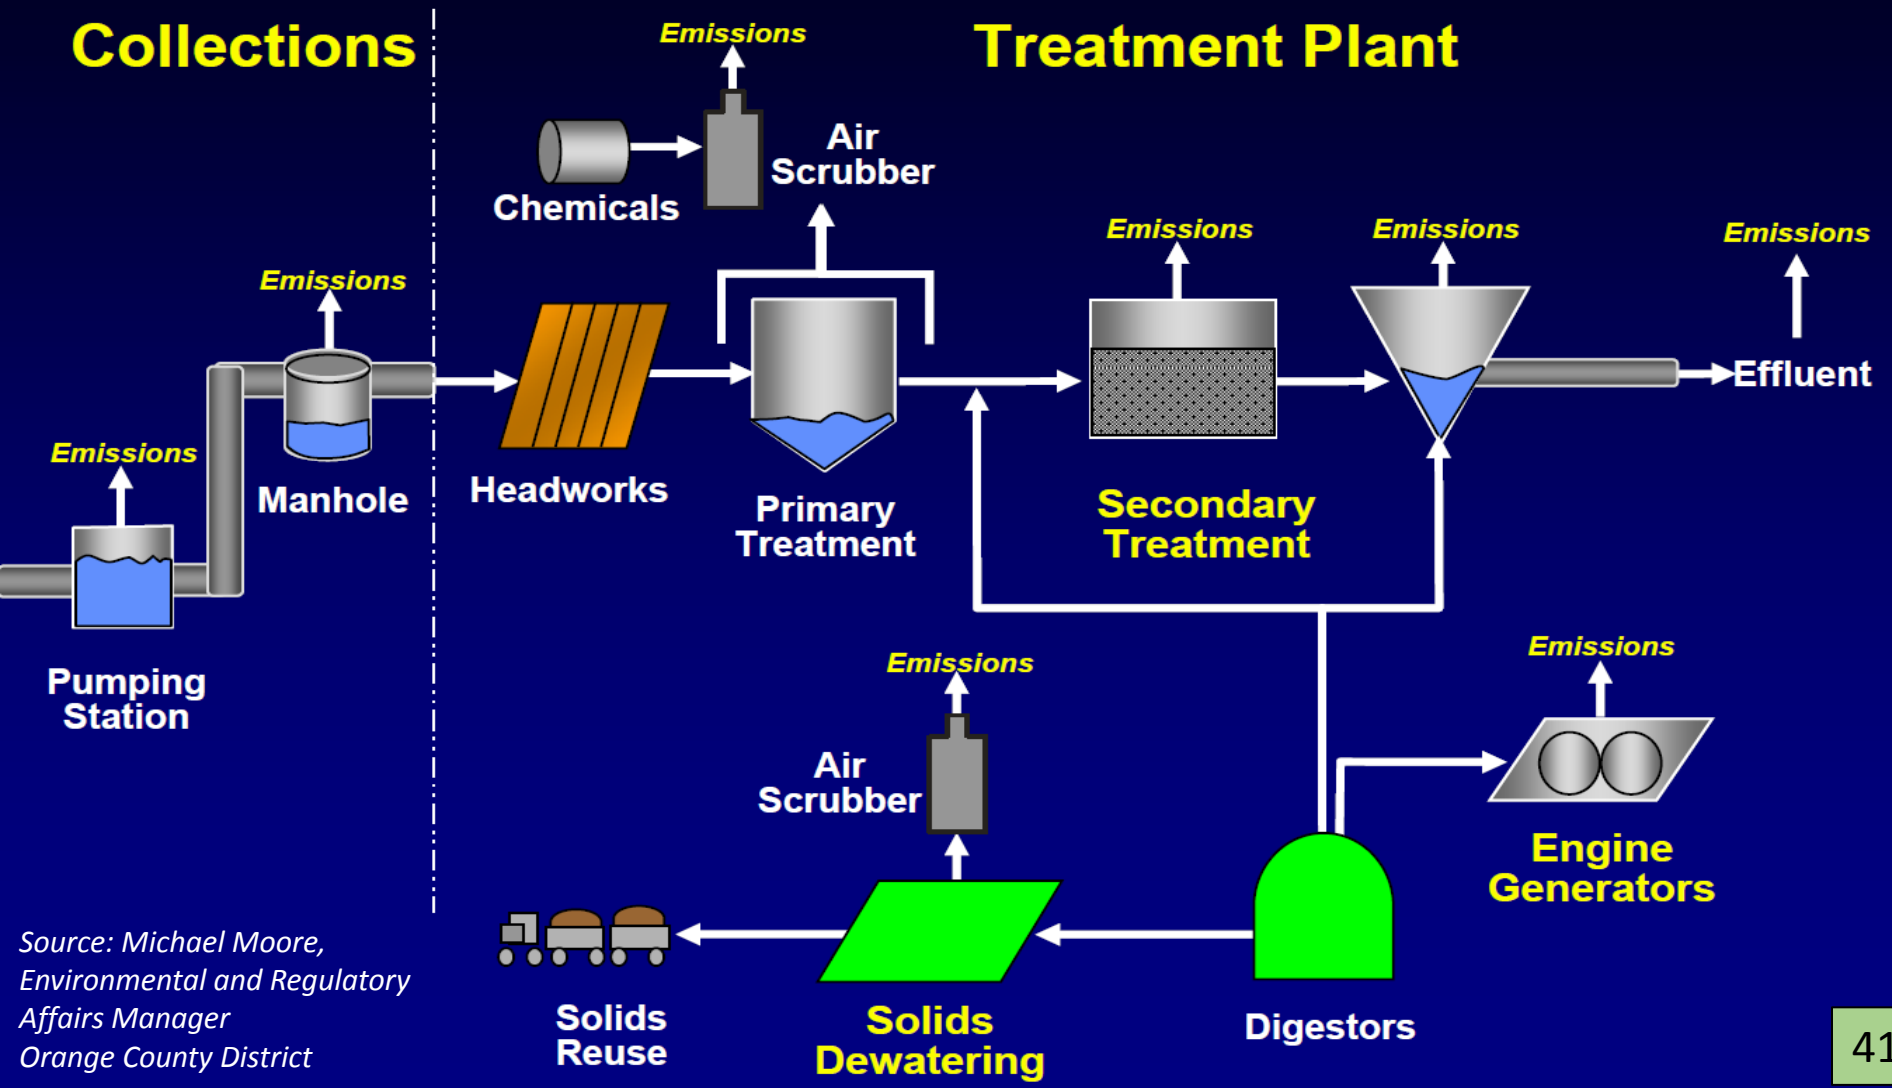 Collections
Treatment Plant
Emissions
Air
Scrubber
Chemicals
Emissions
Emissions
Emissions
Emissions
Effluent
Emissions
Manhole
Headworks
Primary
Treatment
Secondary
Treatment
Pumping
Station
Emissions
Emissions
Air
Scrubber
Engine
Generators
Source: Michael Moore,
Environmental and Regulatory
Affairs Manager
Orange County District
Solids
Reuse
Solids
Dewatering
Digestors
41